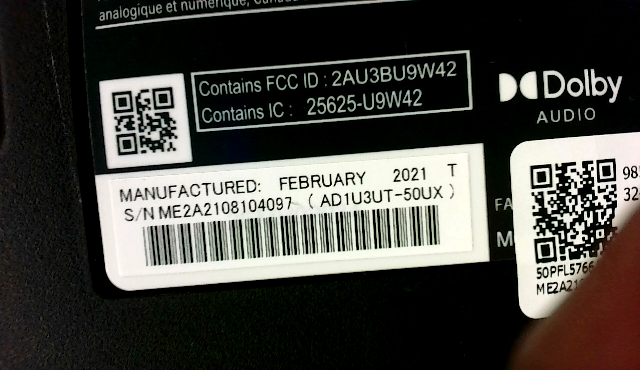 analogique et numérique,
Contains FCC ID : 2AU3BU9W42
Contains IC : 25625-U9W42
Dolby
AUDIO
MANUFACTURED: FEBRUARY 2021 T
S/N ME2A2108104097 ( AD1U3UT-50UX )
50PFL5766